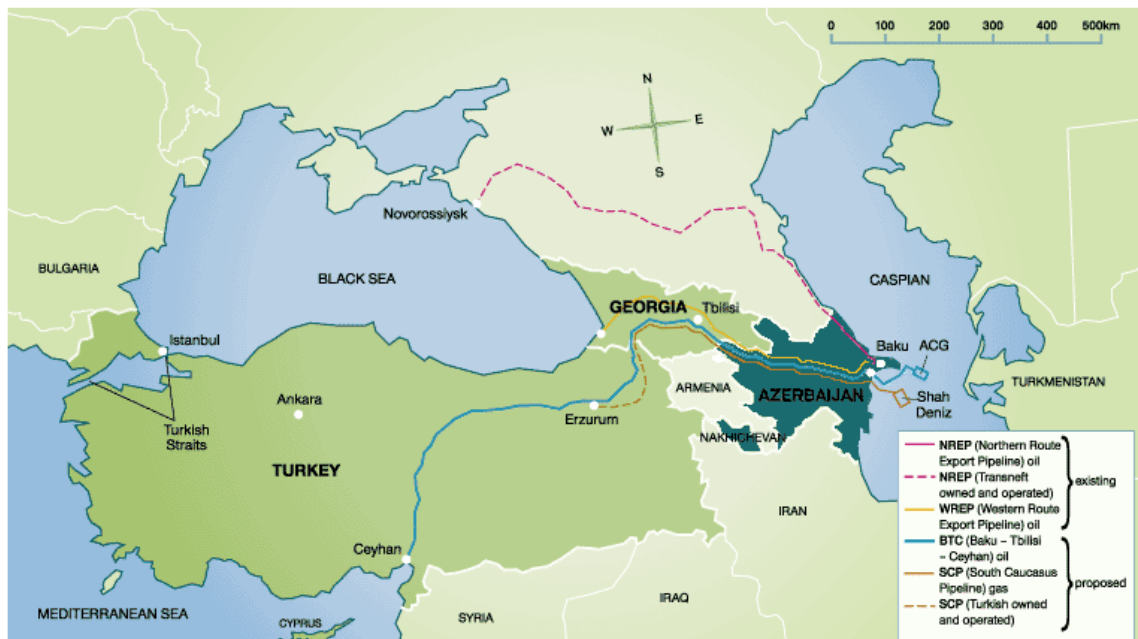 0 100 200 300 400 500km
N
W E
S
Novorossiysk
BULGARIA
BLACK SEA
CASPIAN
GEORGIA
Tbilisi
Istanbul
Baku
ACG
ARMENIA
AZERBAIJAN
Shah
Deniz
TURKMENISTAN
Ankara
Erzurum
Turkish
Straits
NAKHICHEVAN
TURKEY
IRAN
Ceyhan
IRAQ
SYRIA
MEDITERRANEAN SEA
CYPRUS
NREP (Northern Route
Export Pipeline) oil
NREP (Transneft
owned and operated)
WREP (Western Route
Export Pipeline) oil
existing
BTC (Baku – Tbilisi
– Ceyhan) oil
SCP (South Caucasus
Pipeline) gas
SCP (Turkish owned
and operated)
proposed